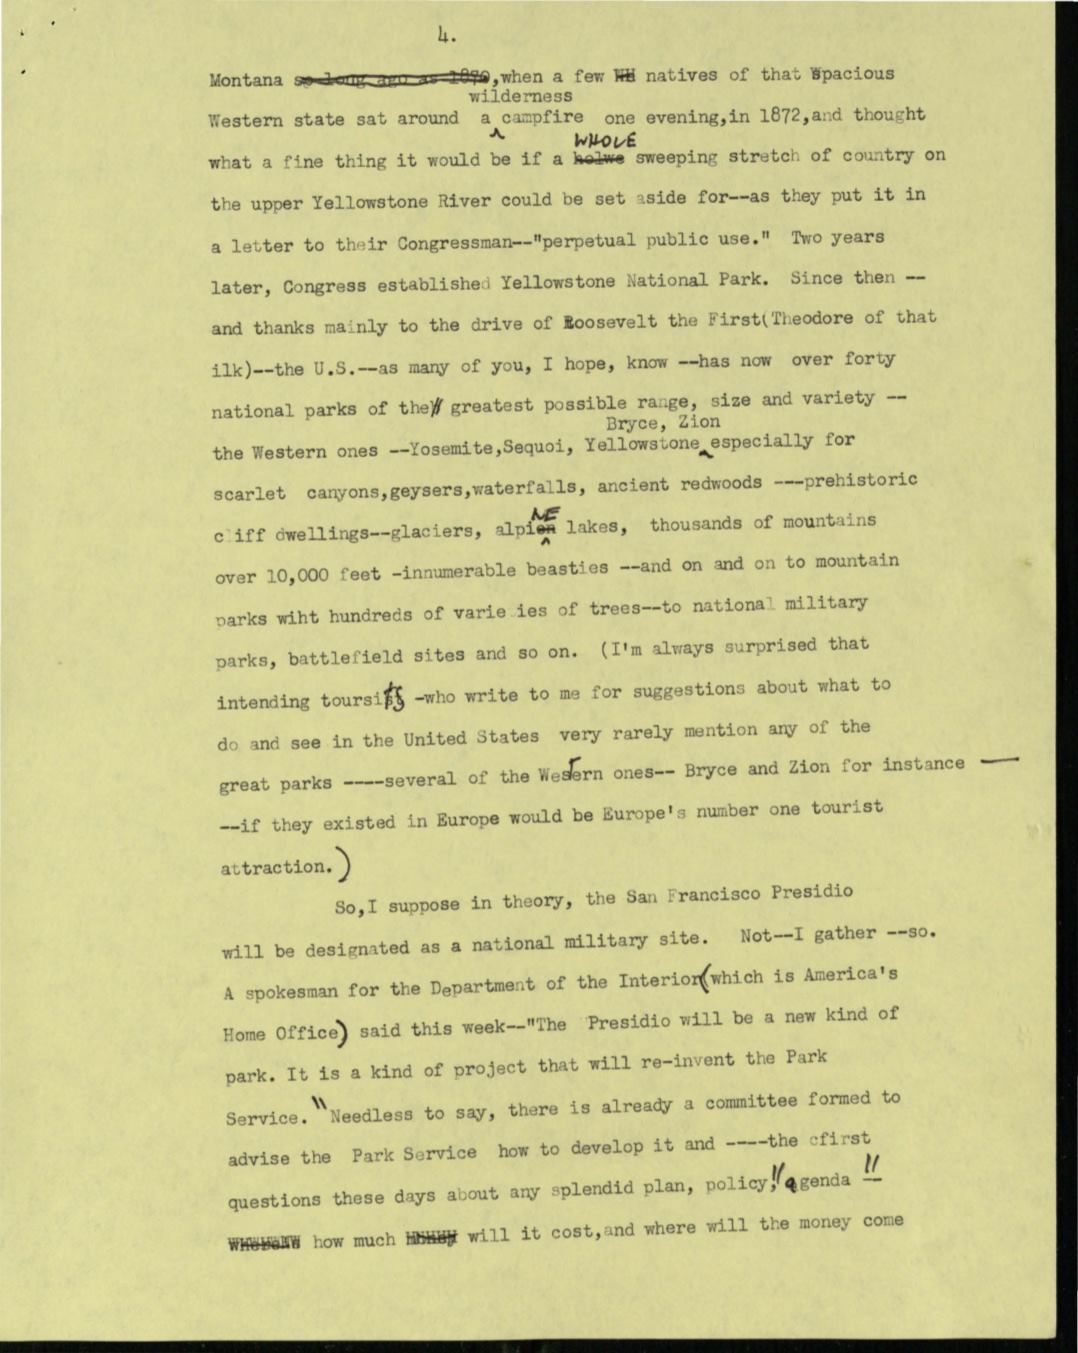 4.
Montana so long ago as 1870,when a few natives of that Spacious
wilderness
Western state sat around a campfire one evening,in 1872,and thought
WHOLE
what a fine thing it would be if a holwe sweeping stretch of country on
the upper Yellowstone River could be set aside for--as they put it in
a letter to their Congressman--"perpetual public use." Two years
later, Congress established Yellowstone National Park. Since then --
and thanks mainly to the drive of Roosevelt the First(Theodore of that
ilk)--the U.S.--as many of you, I hope, know --has now over forty
national parks of the greatest possible range, size and variety --
Bryce, Zion
the Western ones --Yosemite,Sequoi, Yellowstone especially for
scarlet canyons,geysers,waterfalls, ancient redwoods ---prehistoric
NE
cliff dwellings--glaciers, alpien lakes, thousands of mountains
over 10,000 feet -innumerable beasties --and on and on to mountain
parks wiht hundreds of varieties of trees--to national military
parks, battlefield sites and so on. (I'm always surprised that
intending toursits -who write to me for suggestions about what to
do and see in the United States very rarely mention any of the
great parks ----several of the Western ones-- Bryce and Zion for instance —
--if they existed in Europe would be Europe's number one tourist
attraction.)
So,I suppose in theory, the San Francisco Presidio
will be designated as a national military site. Not--I gather --so.
A spokesman for the Department of the Interior(which is America's
Home Office) said this week--"The Presidio will be a new kind of
park. It is a kind of project that will re-invent the Park
Service." Needless to say, there is already a committee formed to
advise the Park Service how to develop it and ----the cfirst
questions these days about any splendid plan, policy,"agenda" --
how much will it cost,and where will the money come